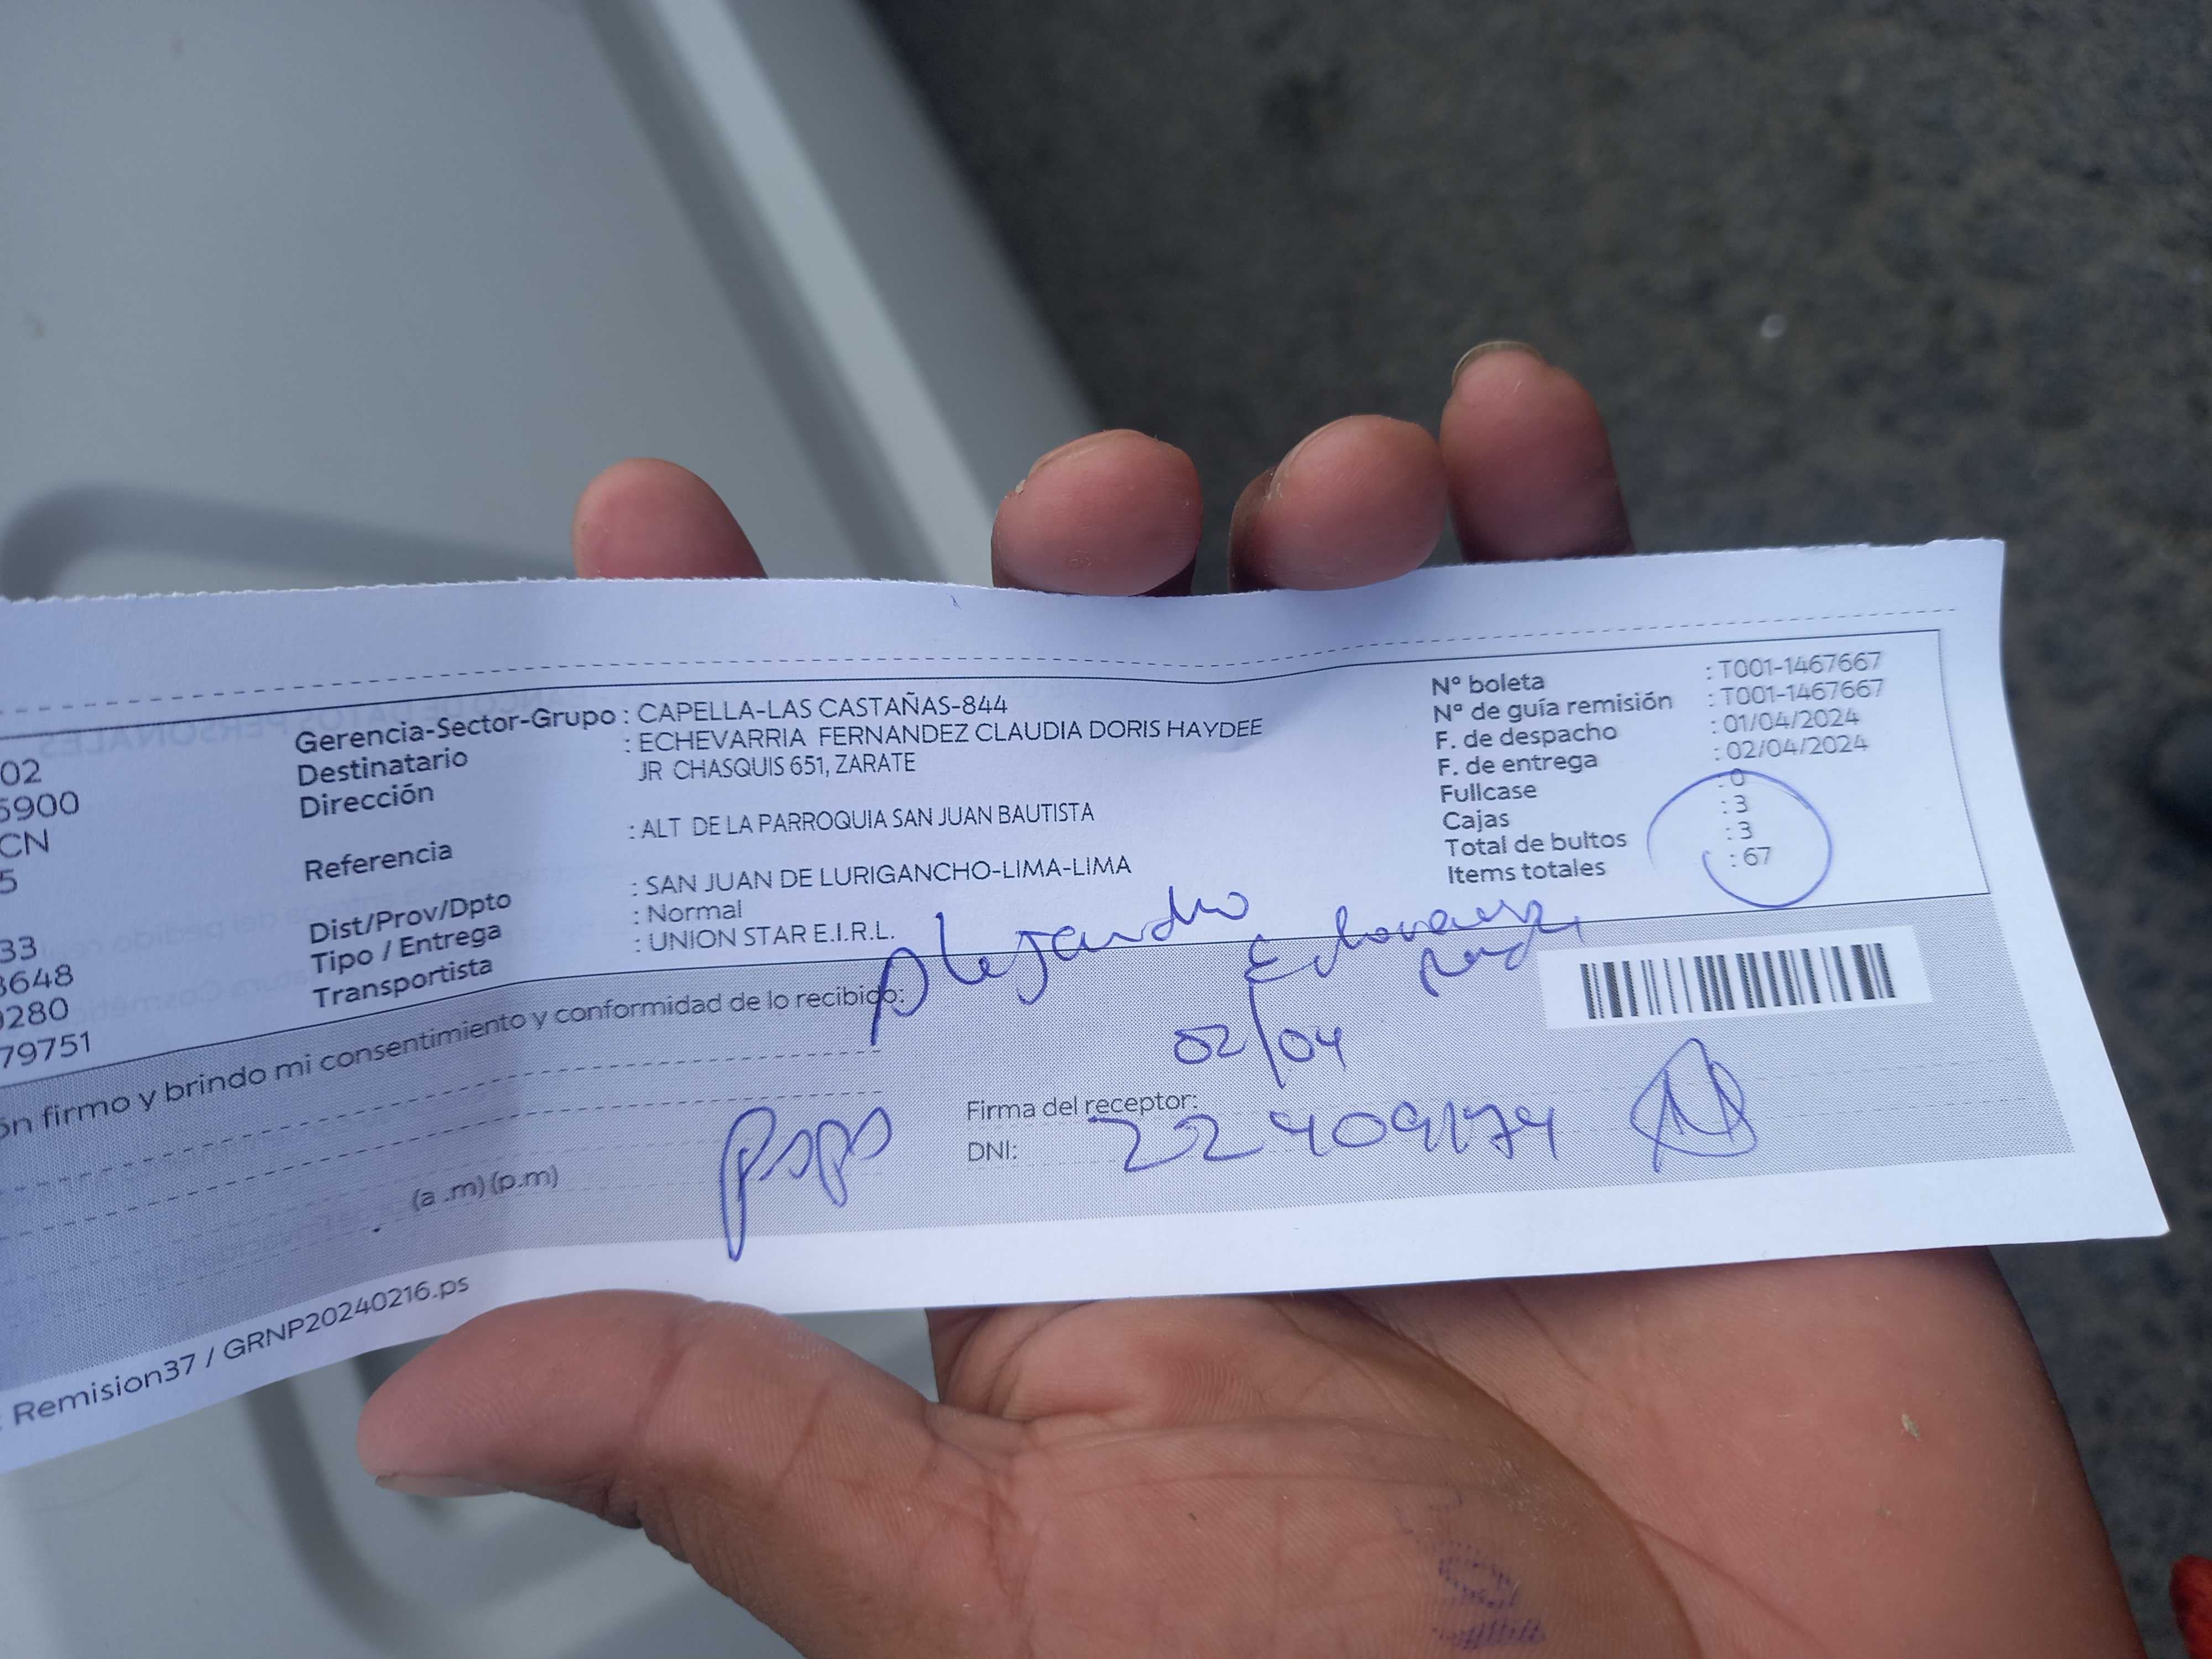 02
5900
CN
5
33
3648
0280
79751
Gerencia-Sector-Grupo : CAPELLA-LAS CASTAÑAS-844
Destinatario : ECHEVARRIA FERNANDEZ CLAUDIA DORIS HAYDEE
Dirección JR CHASQUIS 651, ZARATE
Referencia : ALT DE LA PARROQUIA SAN JUAN BAUTISTA
Dist/Prov/Dpto : SAN JUAN DE LURIGANCHO-LIMA-LIMA
Tipo / Entrega : Normal
Transportista : UNION STAR E.I.R.L.
Nº boleta : T001-1467667
Nº de guía remisión : T001-1467667
F. de despacho : 01/04/2024
F. de entrega : 02/04/2024
Fullcase : 0
Cajas : 3
Total de bultos : 3
Items totales : 67
ón firmo y brindo mi consentimiento y conformidad de lo recibido:
Alejandro
02/04
(a .m) (p.m)
papa
Firma del receptor:
DNI: 22409174
: Remision37 / GRNP20240216.ps